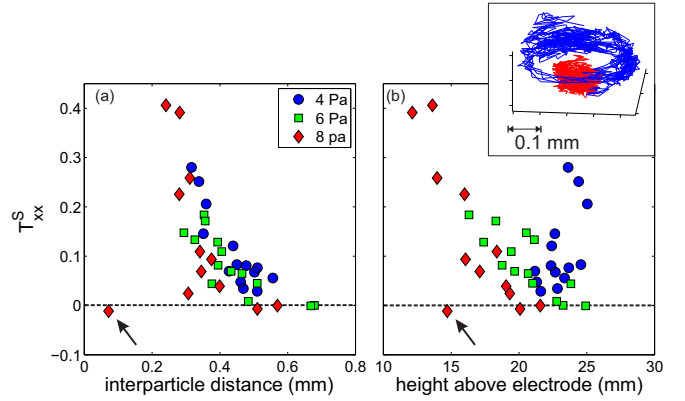 0.1 mm
(a)
(b)
4 Pa
6 Pa
8 pa
T^S_xx
0.4
0.3
0.2
0.1
0
−0.1
0 0.2 0.4 0.6 0.8
10 15 20 25 30
interparticle distance (mm)
height above electrode (mm)